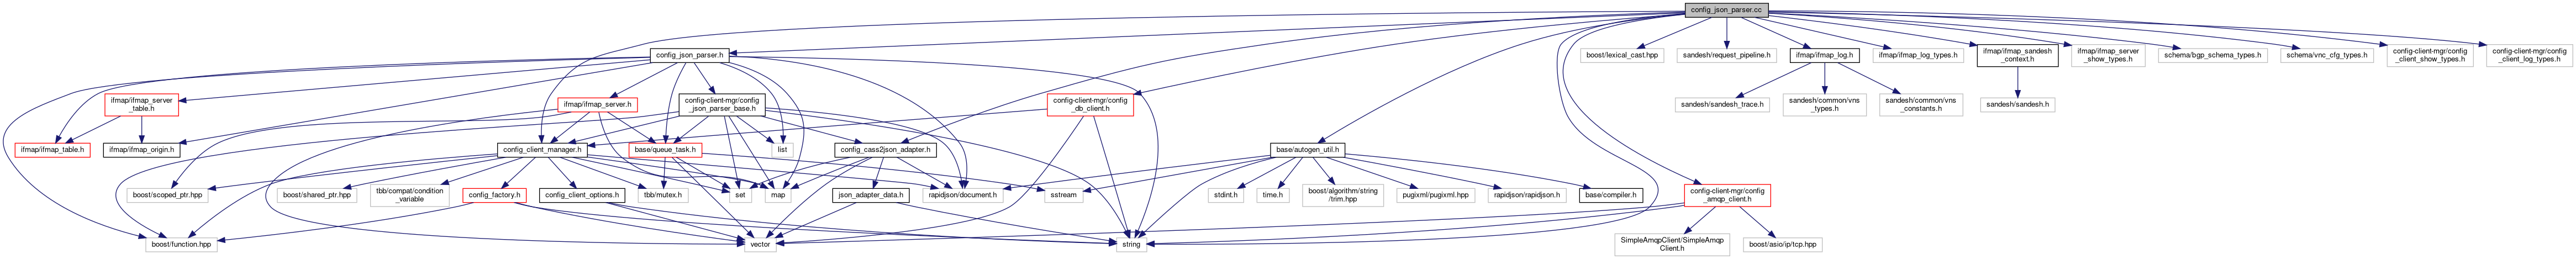 config_json_parser.cc
config_json_parser.h
boost/lexical_cast.hpp
sandesh/request_pipeline.h
ifmap/ifmap_log.h
ifmap/ifmap_log_types.h
ifmap/ifmap_sandesh
_context.h
ifmap/ifmap_server
_show_types.h
schema/bgp_schema_types.h
schema/vnc_cfg_types.h
config-client-mgr/config
_client_show_types.h
config-client-mgr/config
_client_log_types.h
ifmap/ifmap_server
_table.h
ifmap/ifmap_server.h
config-client-mgr/config
_json_parser_base.h
config-client-mgr/config
_db_client.h
sandesh/sandesh_trace.h
sandesh/common/vns
_types.h
sandesh/common/vns
_constants.h
sandesh/sandesh.h
ifmap/ifmap_table.h
ifmap/ifmap_origin.h
config_client_manager.h
base/queue_task.h
list
config_cass2json_adapter.h
base/autogen_util.h
boost/scoped_ptr.hpp
boost/shared_ptr.hpp
tbb/compat/condition
_variable
config_factory.h
config_client_options.h
tbb/mutex.h
set
map
json_adapter_data.h
rapidjson/document.h
sstream
stdint.h
time.h
boost/algorithm/string
/trim.hpp
pugixml/pugixml.hpp
rapidjson/rapidjson.h
base/compiler.h
config-client-mgr/config
_amqp_client.h
boost/function.hpp
vector
string
SimpleAmqpClient/SimpleAmqp
Client.h
boost/asio/ip/tcp.hpp